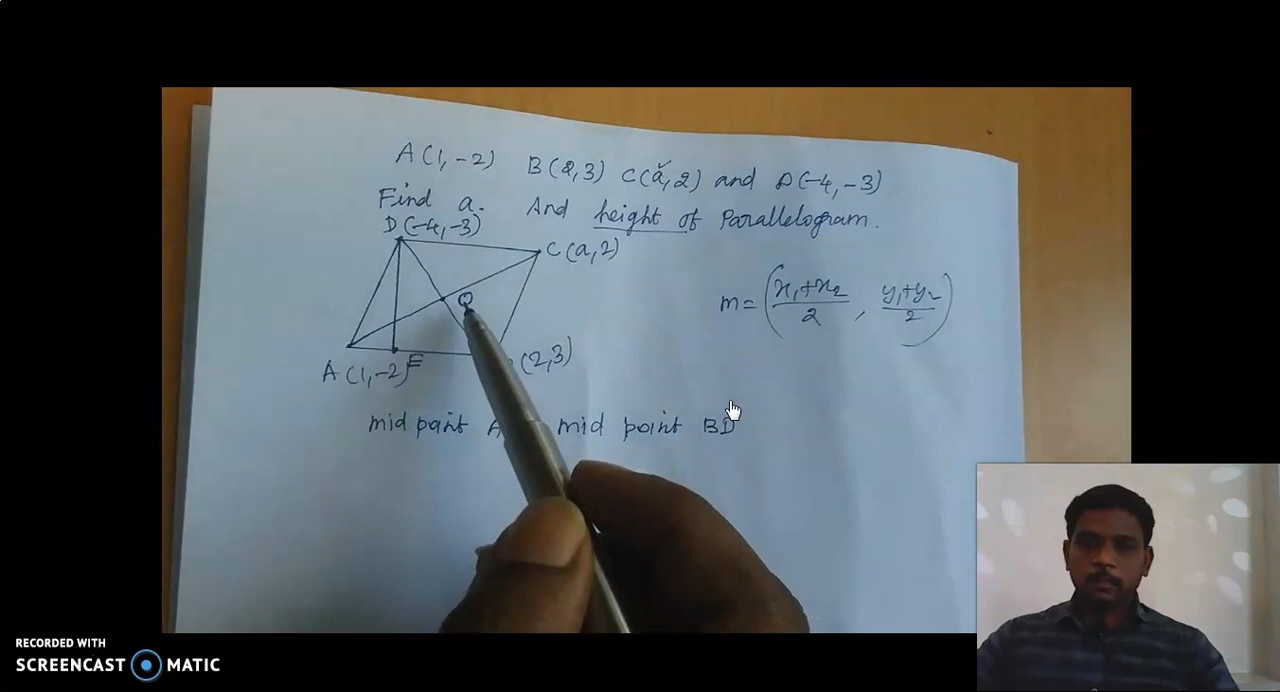 A(1,-2) B(2,3) C(a,2) and D(-4,-3)
Find a. And height of Parallelogram.
D(-4,-3)
C(a,2)
m = (x₁+x₂/2 , y₁+y₂/2)
Q
A(1,-2) E (2,3)
mid point A mid point BD
RECORDED WITH
SCREENCAST MATIC